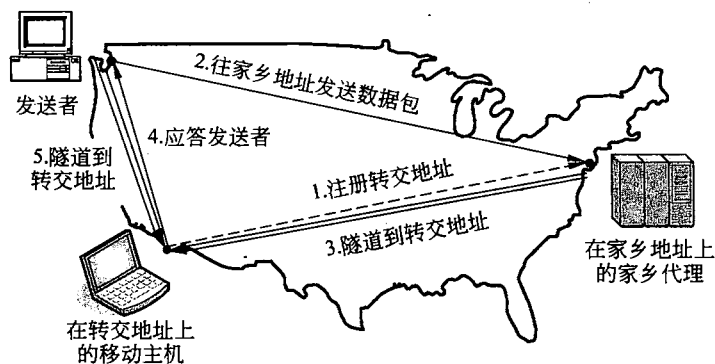 发送者
2.往家乡地址发送数据包
4.应答发送者
5.隧道到
转交地址
1.注册转交地址
3.隧道到转交地址
在家乡地址上
的家乡代理
在转交地址上
的移动主机